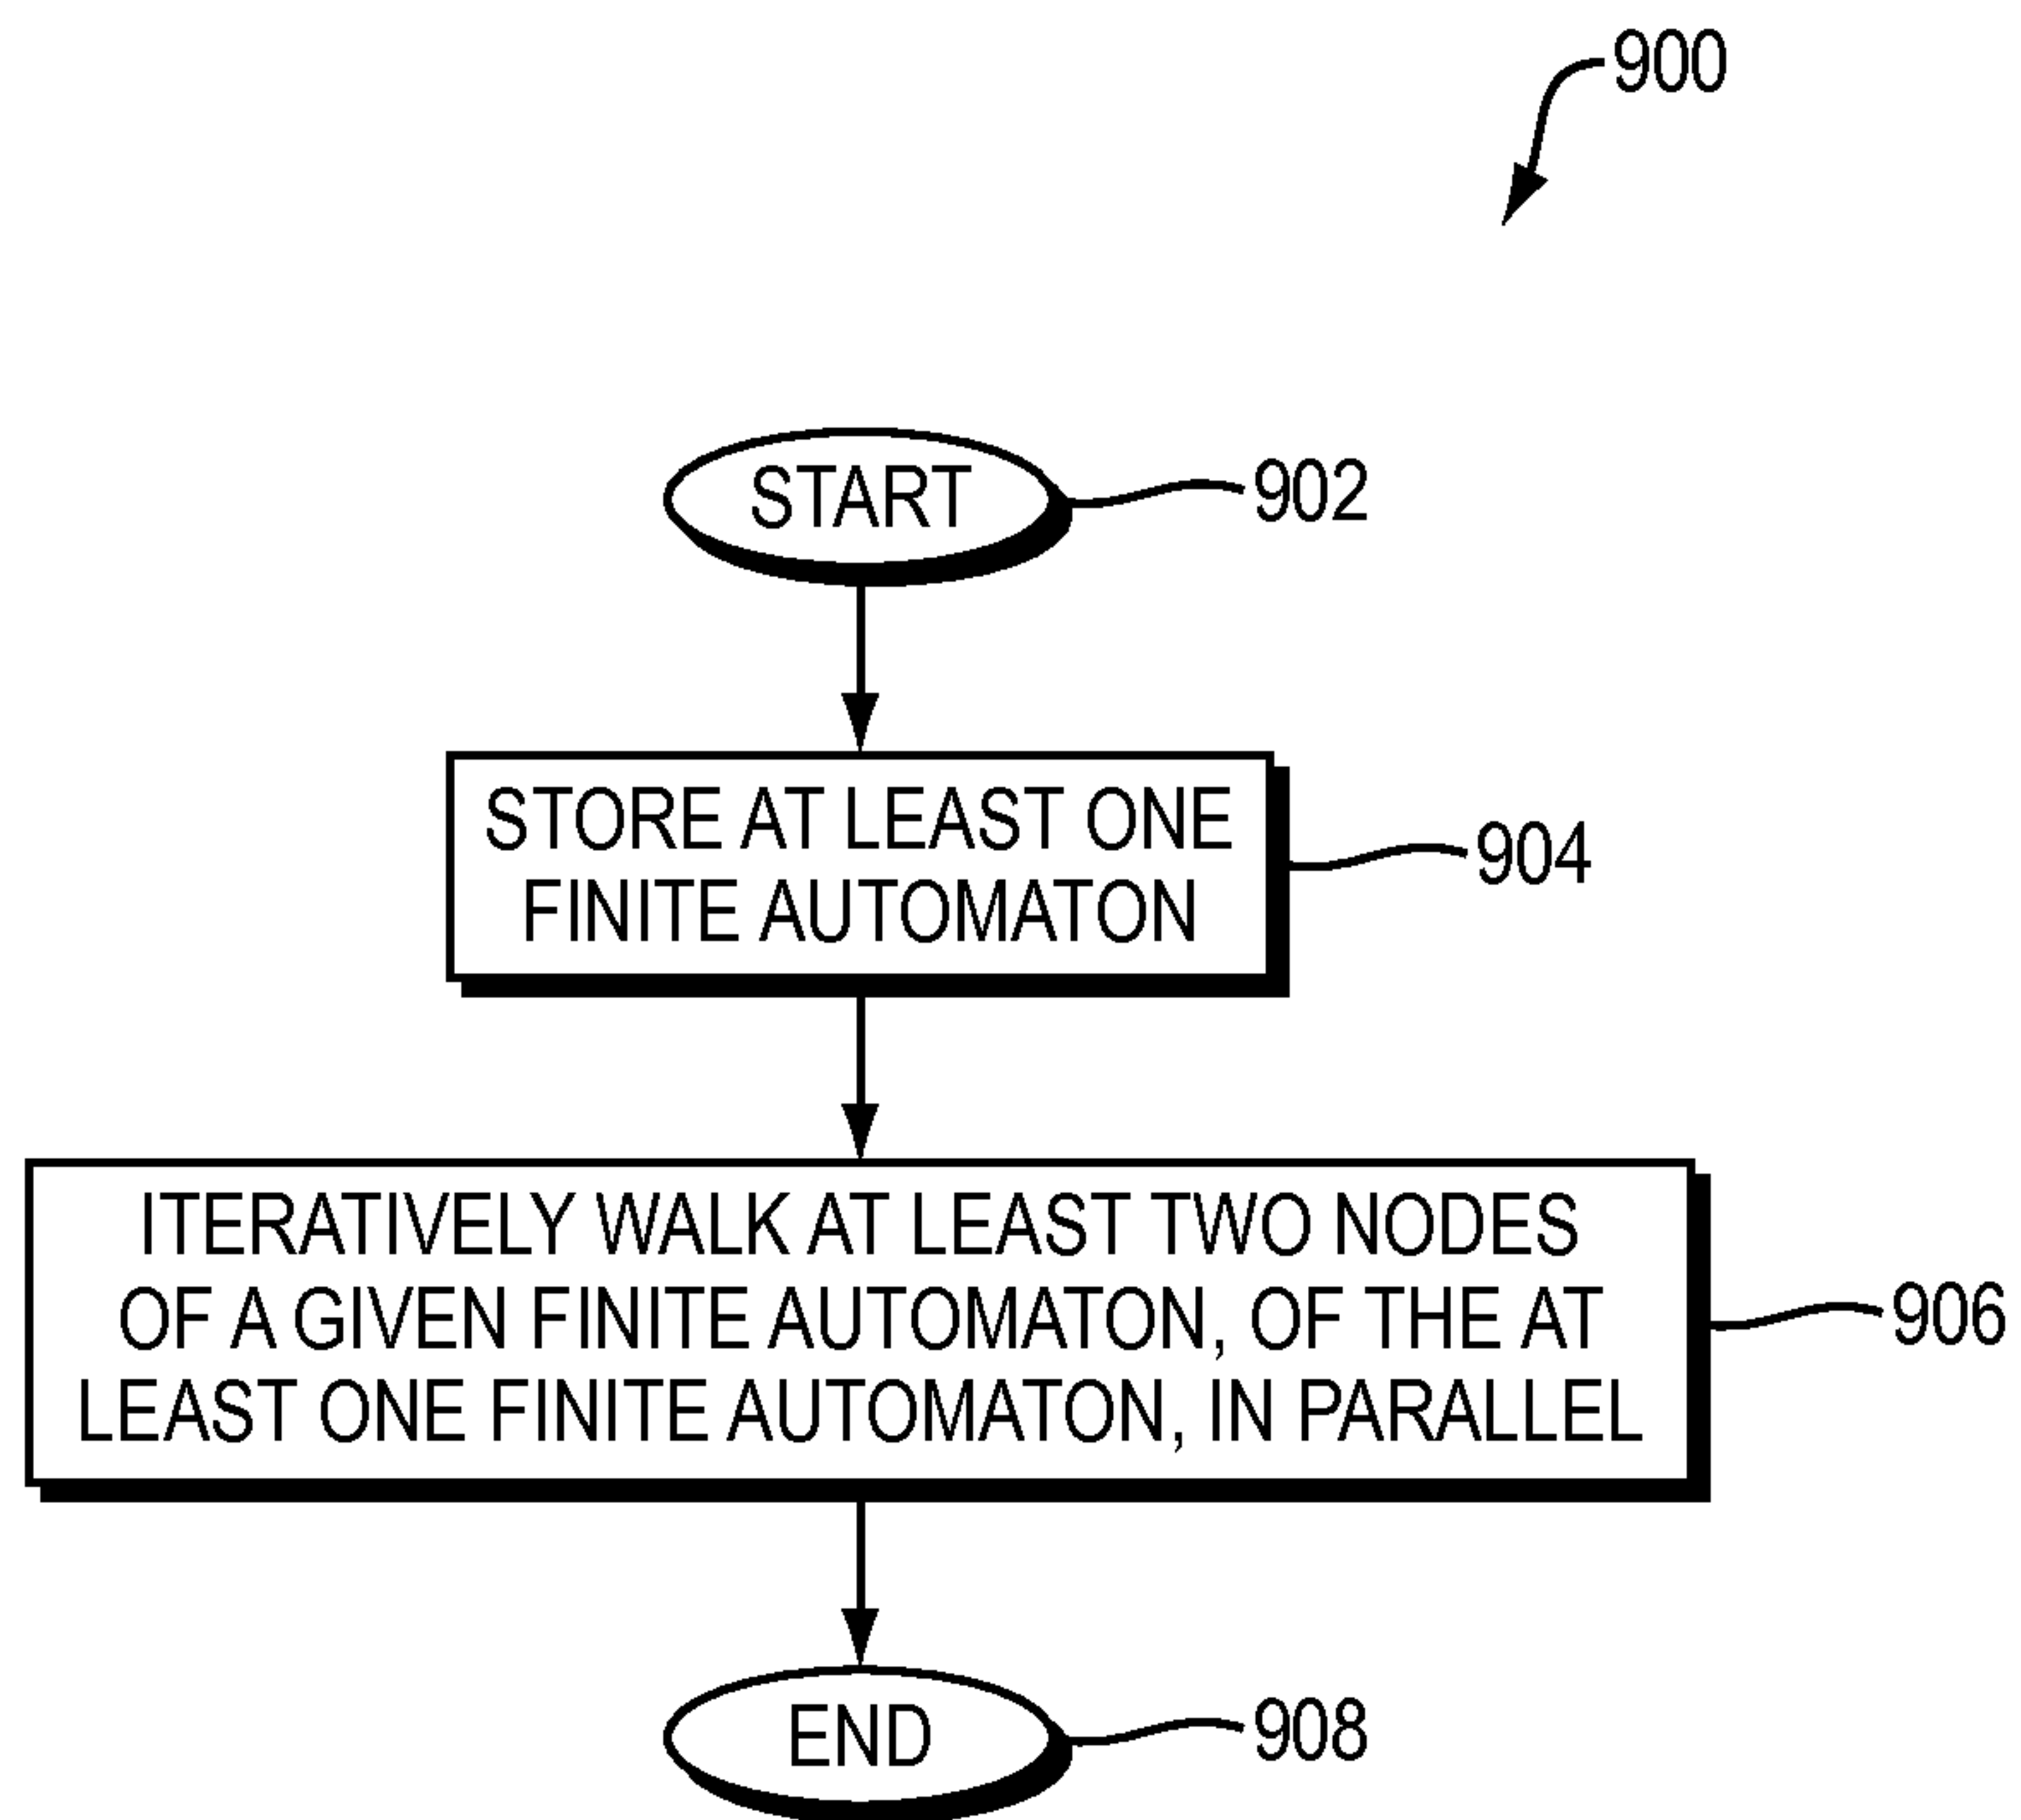 900
START
902
STORE AT LEAST ONE
FINITE AUTOMATON
904
ITERATIVELY WALK AT LEAST TWO NODES
OF A GIVEN FINITE AUTOMATON, OF THE AT
LEAST ONE FINITE AUTOMATON, IN PARALLEL
906
END
908